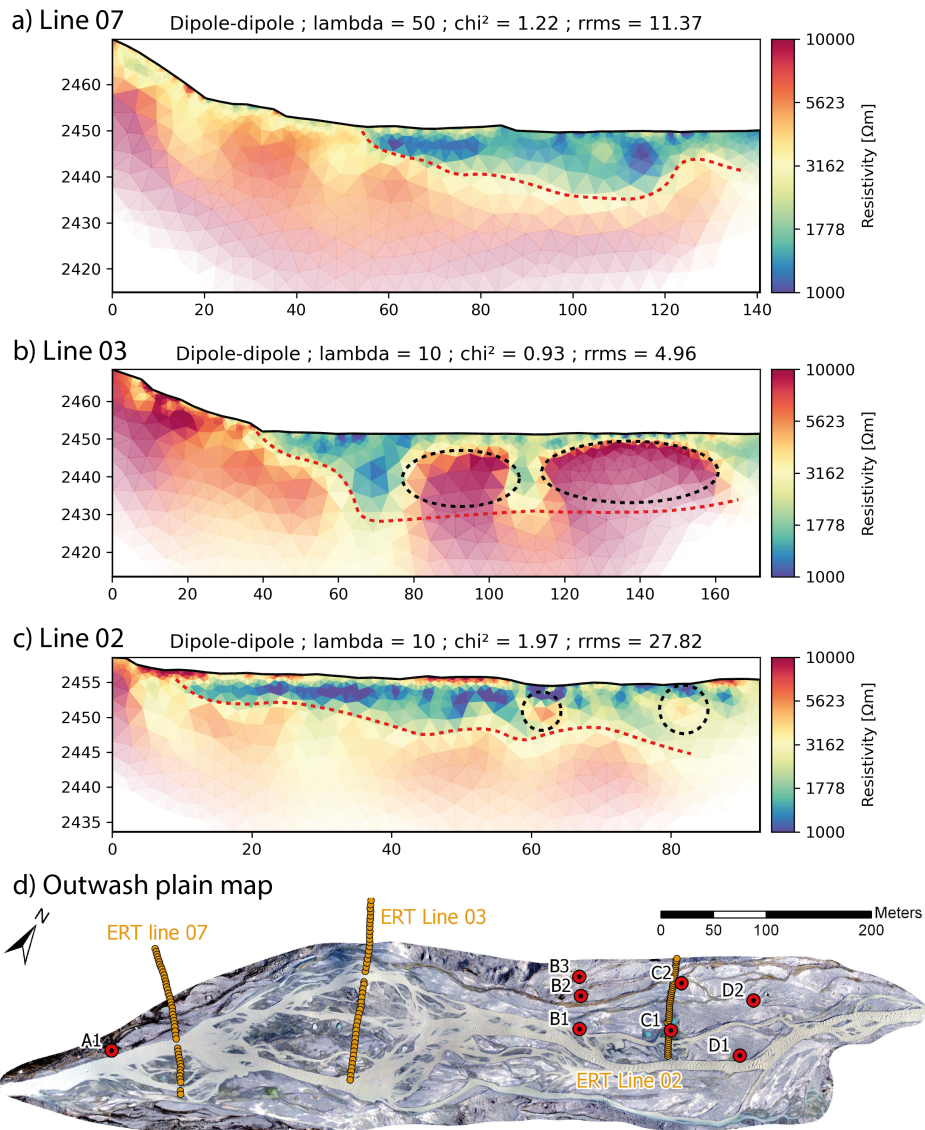 a) Line 07
Dipole-dipole ; lambda = 50 ; chi² = 1.22 ; rrms = 11.37
2460
2450
2440
2430
2420
0 20 40 60 80 100 120 140
10000
5623
3162
1778
1000
Resistivity [Ωm]
b) Line 03
Dipole-dipole ; lambda = 10 ; chi² = 0.93 ; rrms = 4.96
2460
2450
2440
2430
2420
0 20 40 60 80 100 120 140 160
10000
5623
3162
1778
1000
Resistivity [Ωm]
c) Line 02
Dipole-dipole ; lambda = 10 ; chi² = 1.97 ; rrms = 27.82
2455
2450
2445
2440
2435
0 20 40 60 80
10000
5623
3162
1778
1000
Resistivity [Ωm]
d) Outwash plain map
N
ERT line 07
ERT Line 03
Meters
0 50 100 200
B3
B2
B1
C2
C1
D2
D1
A1
ERT Line 02